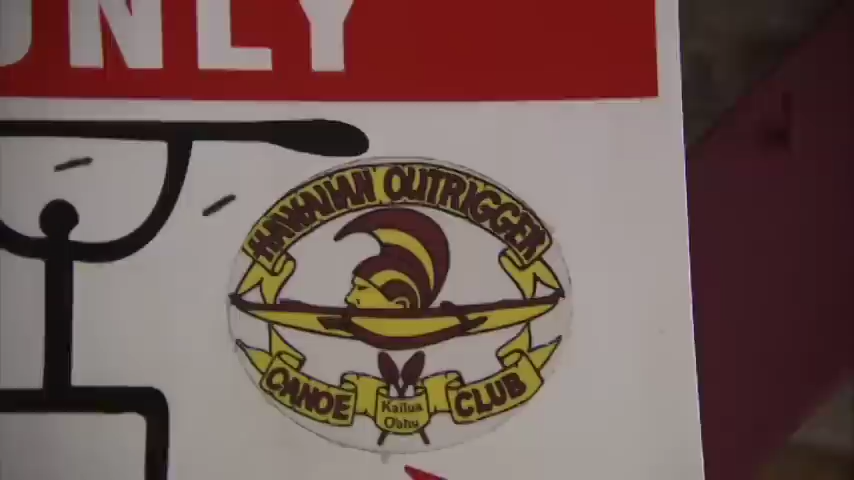 ONLY
HAWAIIAN OUTRIGGER
CANOE CLUB
Kailua
Oahu